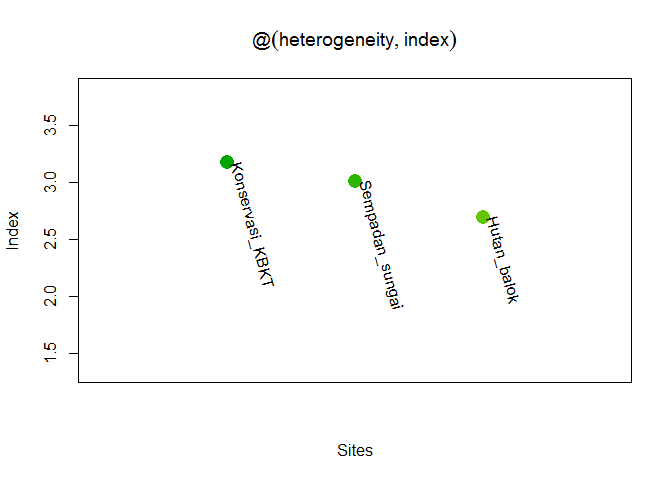 @(heterogeneity, index)
Index
3.5
3.0
2.5
2.0
1.5
Konservasi_KBKT
Sempadan_sungai
Hutan_balok
Sites